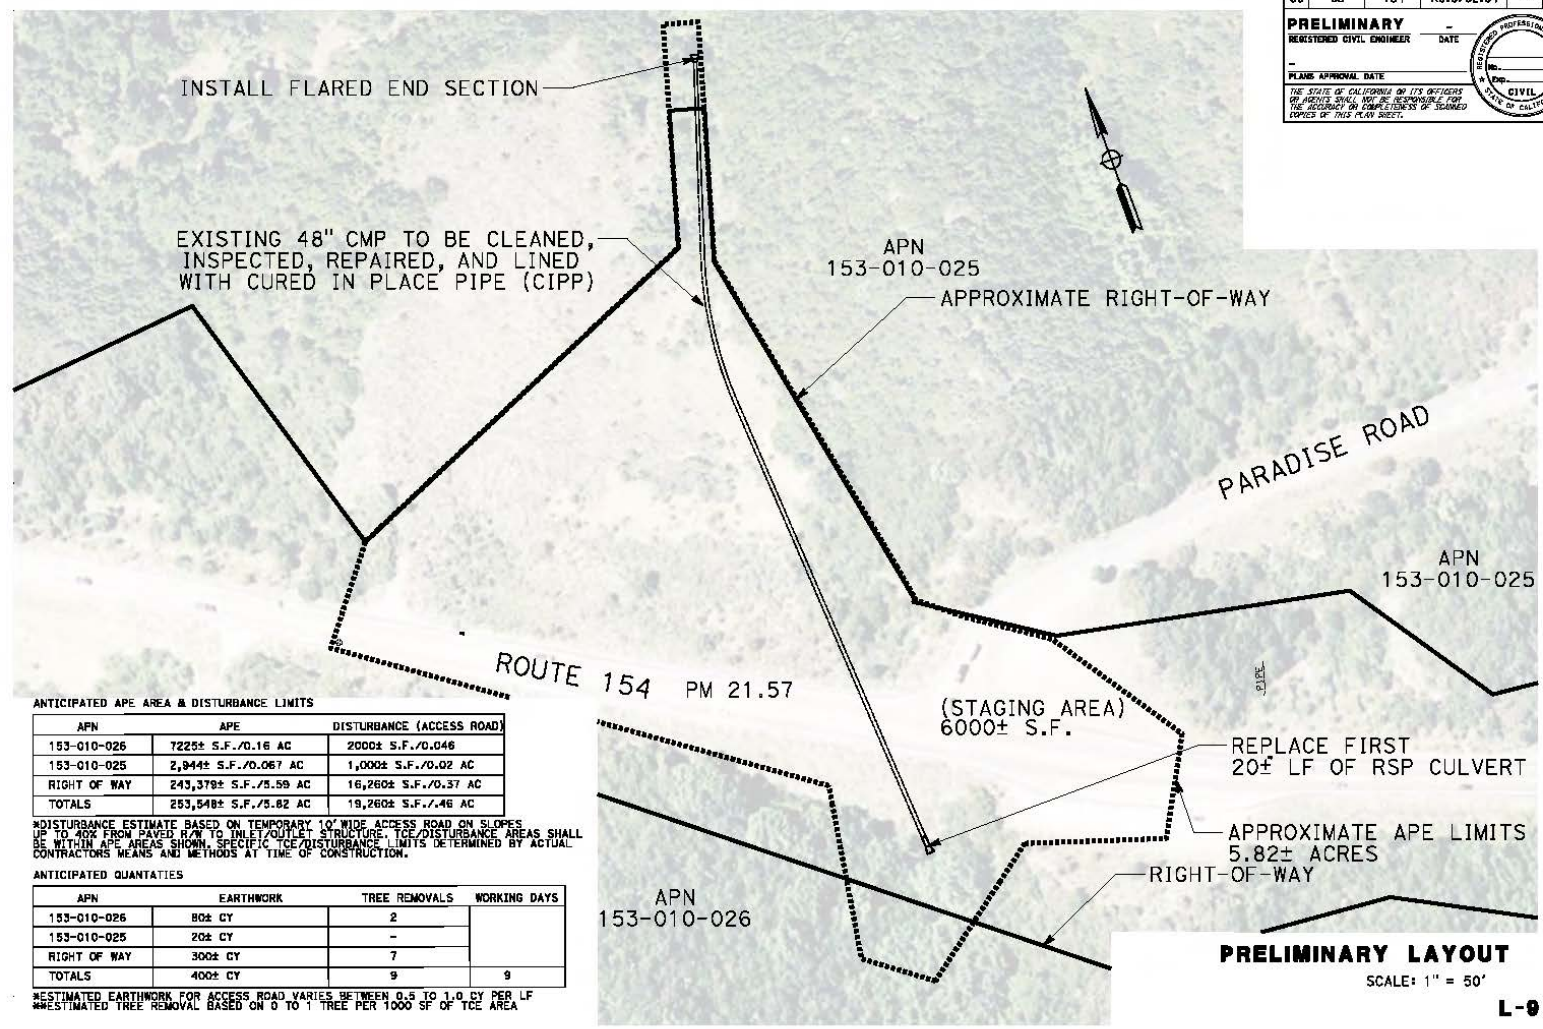 PRELIMINARY
REGISTERED CIVIL ENGINEER
DATE
PLANS APPROVAL DATE
THE STATE OF CALIFORNIA OR ITS OFFICERS
OR AGENTS SHALL NOT BE RESPONSIBLE FOR
THE ACCURACY OR COMPLETENESS OF SCANNED
COPIES OF THIS PLAN SHEET.
No.
Exp.
CIVIL
INSTALL FLARED END SECTION
EXISTING 48" CMP TO BE CLEANED,
INSPECTED, REPAIRED, AND LINED
WITH CURED IN PLACE PIPE (CIPP)
APN
153-010-025
APPROXIMATE RIGHT-OF-WAY
PARADISE ROAD
APN
153-010-025
PIPE
ROUTE 154 PM 21.57
(STAGING AREA)
6000± S.F.
REPLACE FIRST
20± LF OF RSP CULVERT
APPROXIMATE APE LIMITS
5.82± ACRES
RIGHT-OF-WAY
APN
153-010-026
ANTICIPATED APE AREA & DISTURBANCE LIMITS
APN APE DISTURBANCE (ACCESS ROAD)
153-010-026 7225± S.F./0.16 AC 2000± S.F./0.046
153-010-025 2,944± S.F./0.067 AC 1,000± S.F./0.02 AC
RIGHT OF WAY 243,379± S.F./5.59 AC 16,260± S.F./0.37 AC
TOTALS 253,548± S.F./5.82 AC 19,260± S.F./.46 AC
*DISTURBANCE ESTIMATE BASED ON TEMPORARY 10' WIDE ACCESS ROAD ON SLOPES
UP TO 40% FROM PAVED R/W TO INLET/OUTLET STRUCTURE. TCE/DISTURBANCE AREAS SHALL
BE WITHIN APE AREAS SHOWN. SPECIFIC TCE/DISTURBANCE LIMITS DETERMINED BY ACTUAL
CONTRACTORS MEANS AND METHODS AT TIME OF CONSTRUCTION.
ANTICIPATED QUANTATIES
APN EARTHWORK TREE REMOVALS WORKING DAYS
153-010-026 80± CY 2
153-010-025 20± CY -
RIGHT OF WAY 300± CY 7
TOTALS 400± CY 9 9
*ESTIMATED EARTHWORK FOR ACCESS ROAD VARIES BETWEEN 0.5 TO 1.0 CY PER LF
**ESTIMATED TREE REMOVAL BASED ON 0 TO 1 TREE PER 1000 SF OF TCE AREA
PRELIMINARY LAYOUT
SCALE: 1" = 50'
L-9